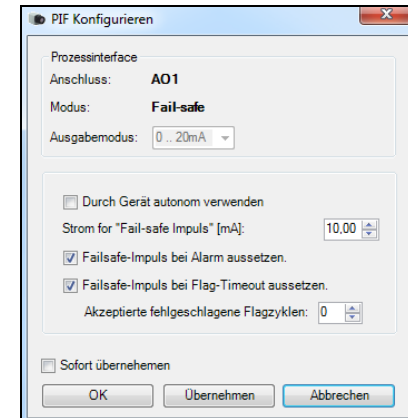 PIF Konfigurieren
Prozessinterface
Anschluss: AO1
Modus: Fail-safe
Ausgabemodus: 0 .. 20mA
Durch Gerät autonom verwenden
Strom for "Fail-safe Impuls" [mA]: 10,00
Failsafe-Impuls bei Alarm aussetzen.
Failsafe-Impuls bei Flag-Timeout aussetzen.
Akzeptierte fehlgeschlagene Flagzyklen: 0
Sofort übernehemen
OK Übernehmen Abbrechen